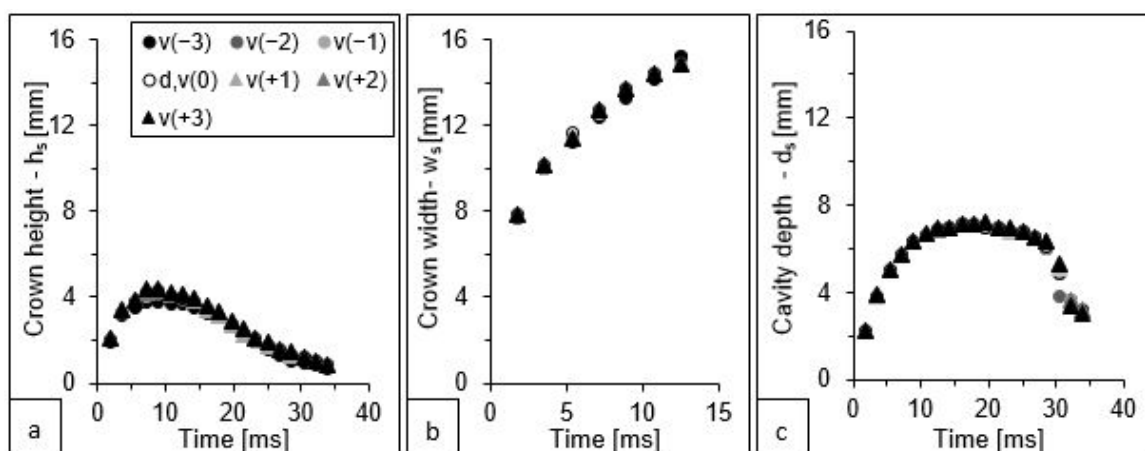 Crown height - hₛ [mm]
16
12
8
4
0
●v(−3) ●v(−2) ●v(−1)
○d,v(0) ▲v(+1) ▲v(+2)
▲v(+3)
0 10 20 30 40
Time [ms]
a
Crown width- wₛ [mm]
16
12
8
4
0
0 5 10 15
Time [ms]
b
Cavity depth - dₛ [mm]
16
12
8
4
0
0 10 20 30 40
Time [ms]
c